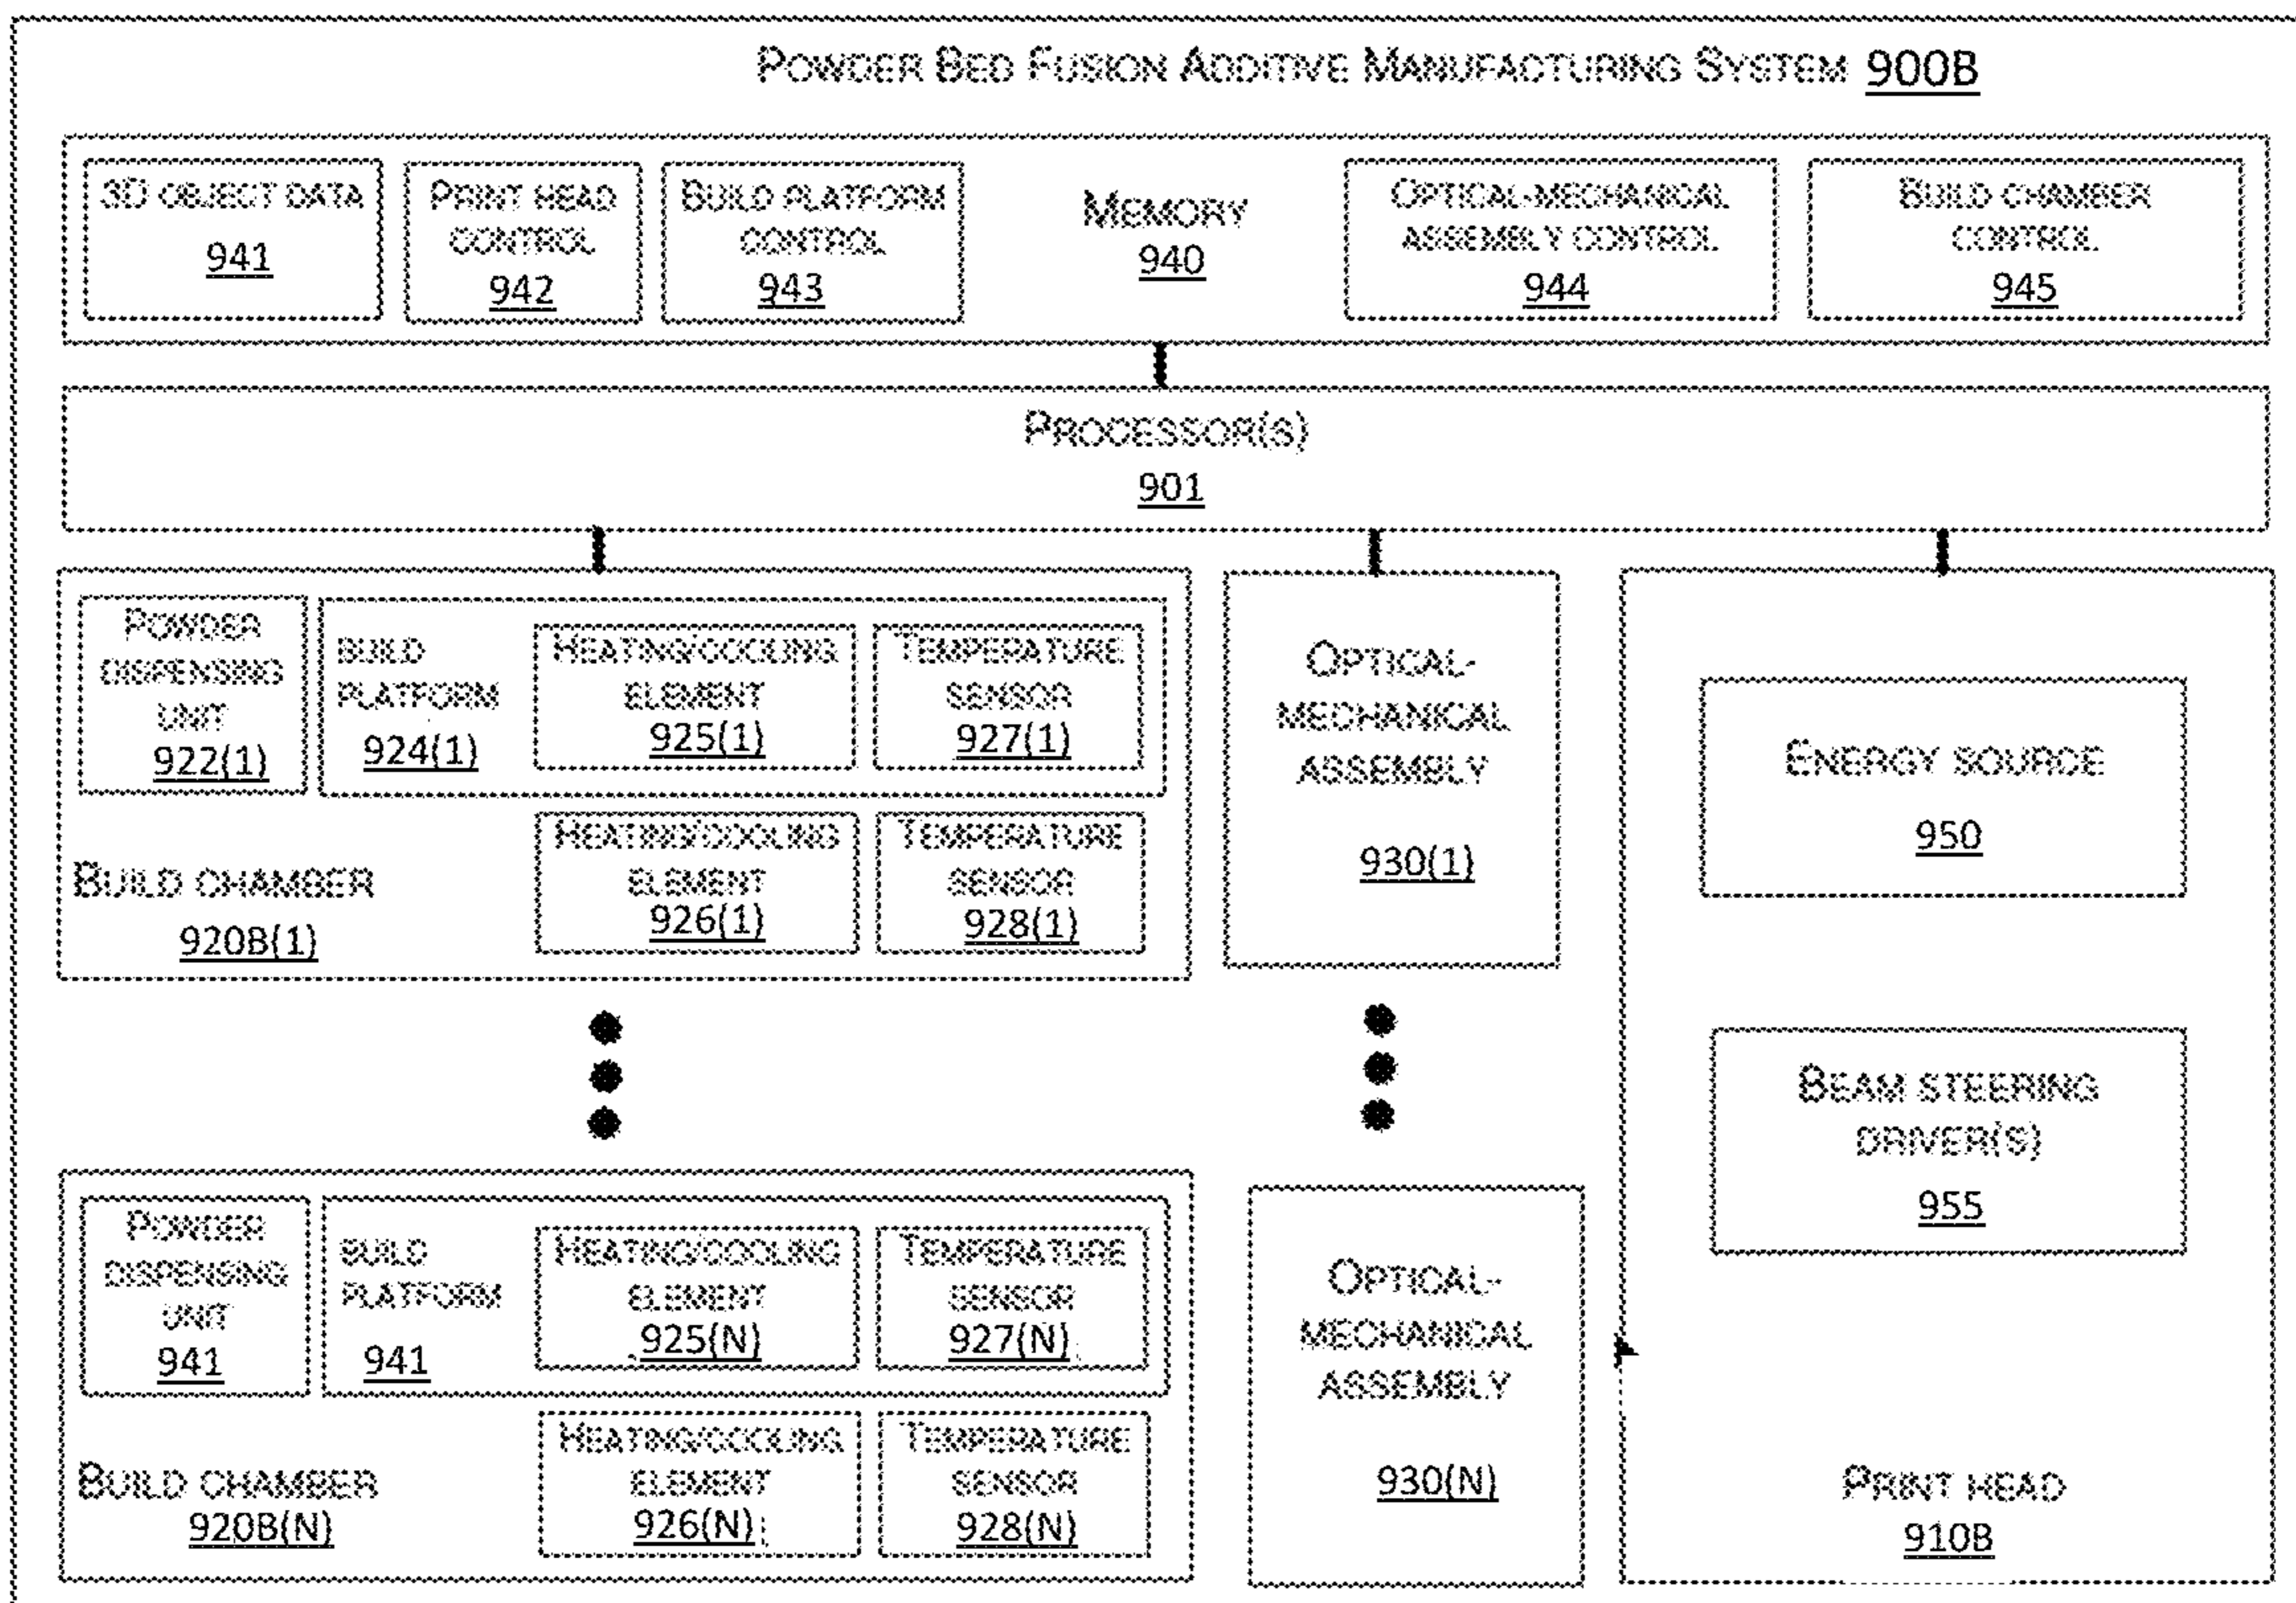 POWDER BED FUSION ADDITIVE MANUFACTURING SYSTEM 900B
3D OBJECT DATA
941
PRINT HEAD
CONTROL
942
BUILD PLATFORM
CONTROL
943
MEMORY
940
OPTICAL-MECHANICAL
ASSEMBLY CONTROL
944
BUILD CHAMBER
CONTROL
945
PROCESSOR(S)
901
POWDER
DISPENSING
UNIT
922(1)
BUILD
PLATFORM
924(1)
HEATING/COOLING
ELEMENT
925(1)
TEMPERATURE
SENSOR
927(1)
BUILD CHAMBER
920B(1)
HEATING/COOLING
ELEMENT
926(1)
TEMPERATURE
SENSOR
928(1)
OPTICAL-
MECHANICAL
ASSEMBLY
930(1)
ENERGY SOURCE
950
BEAM STEERING
DRIVER(S)
955
POWDER
DISPENSING
UNIT
941
BUILD
PLATFORM
941
HEATING/COOLING
ELEMENT
925(N)
TEMPERATURE
SENSOR
927(N)
BUILD CHAMBER
920B(N)
HEATING/COOLING
ELEMENT
926(N)
TEMPERATURE
SENSOR
928(N)
OPTICAL-
MECHANICAL
ASSEMBLY
930(N)
PRINT HEAD
910B